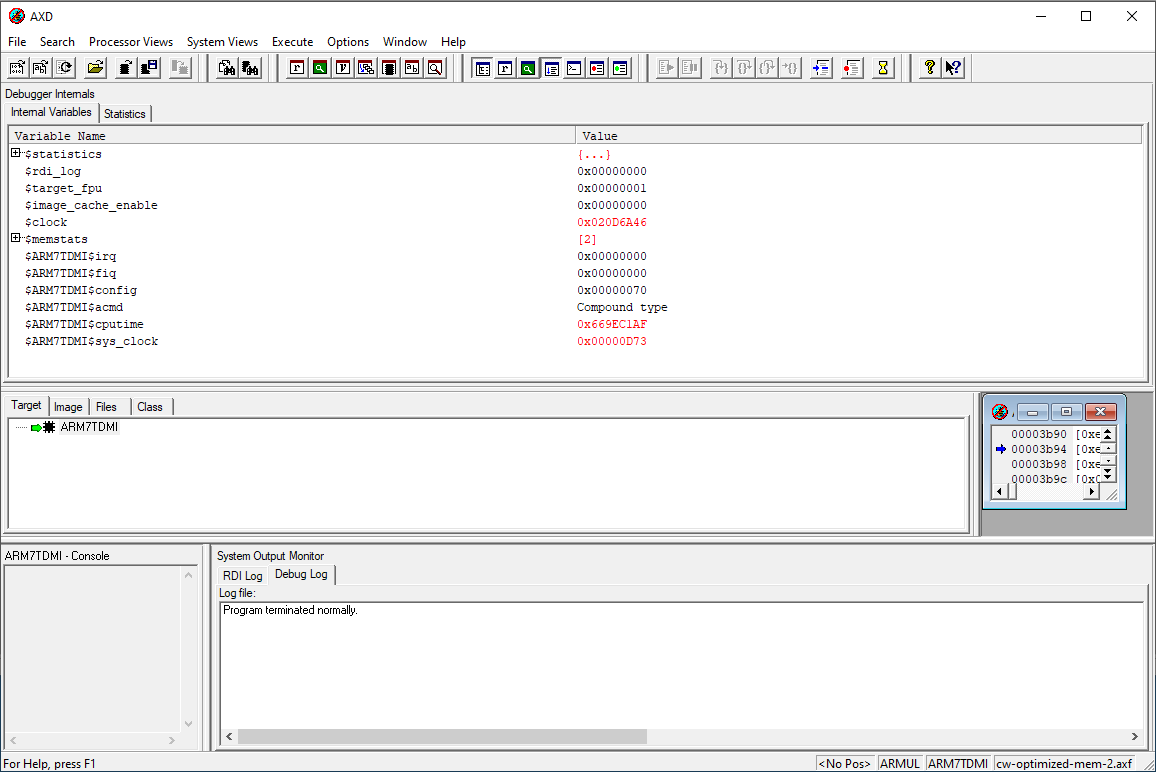 AXD
File Search Processor Views System Views Execute Options Window Help
Debugger Internals
Internal Variables Statistics
Variable Name Value
$statistics {...}
$rdi_log 0x00000000
$target_fpu 0x00000001
$image_cache_enable 0x00000000
$clock 0x020D6A46
$memstats [2]
$ARM7TDMI$irq 0x00000000
$ARM7TDMI$fiq 0x00000000
$ARM7TDMI$config 0x00000070
$ARM7TDMI$acmd Compound type
$ARM7TDMI$cputime 0x669EC1AF
$ARM7TDMI$sys_clock 0x00000D73
Target Image Files Class
ARM7TDMI
00003b90 [0xe
00003b94 [0xe
00003b98 [0xe
00003b9c [0x0
ARM7TDMI - Console
System Output Monitor
RDI Log Debug Log
Log file:
Program terminated normally.
For Help, press F1
<No Pos> ARMUL ARM7TDMI cw-optimized-mem-2.axf